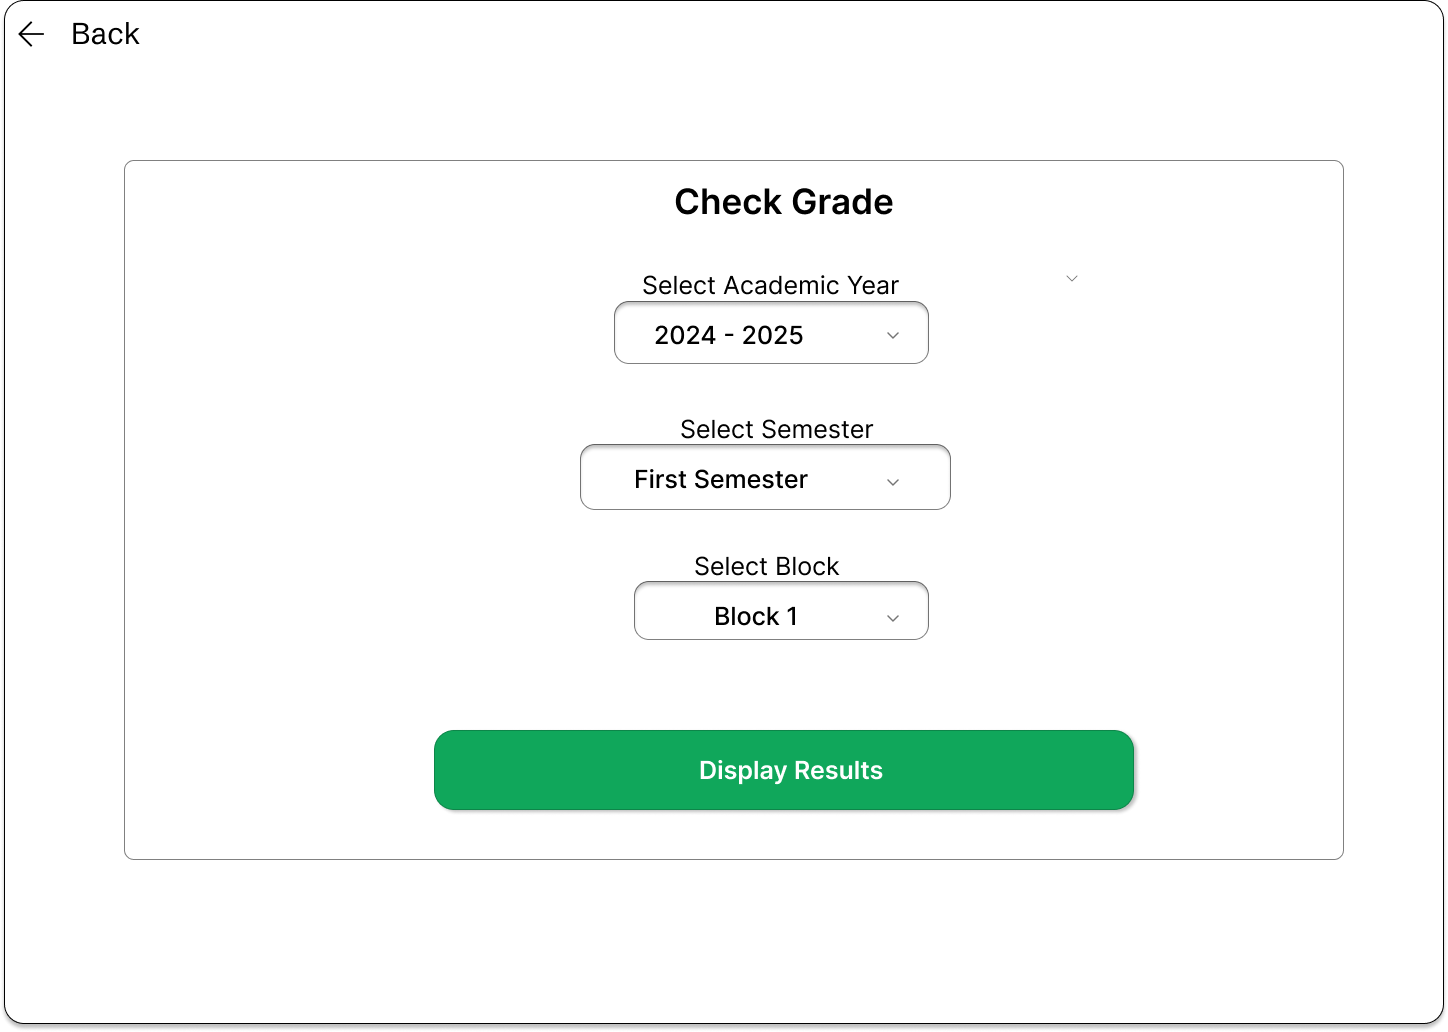 Back
Check Grade
Select Academic Year
2024 - 2025
Select Semester
First Semester
Select Block
Block 1
Display Results